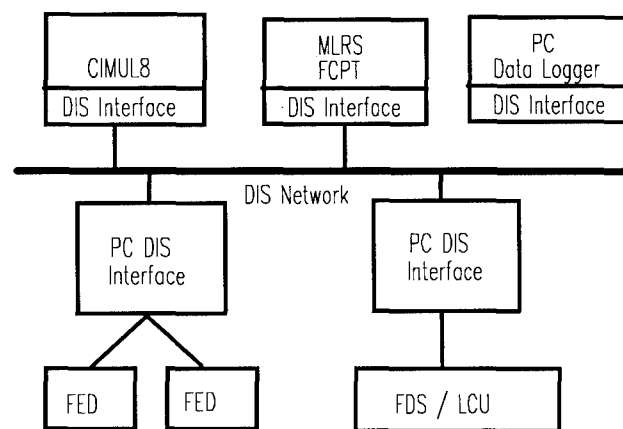 CIMUL8
DIS Interface
MLRS
FCPT
DIS Interface
PC
Data Logger
DIS Interface
DIS Network
PC DIS
Interface
PC DIS
Interface
FED
FED
FDS / LCU